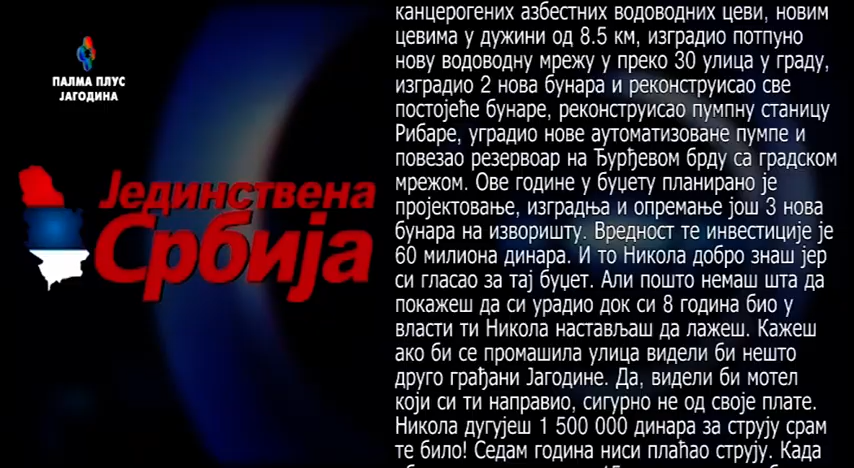 ПАЛМА ПЛУС
ЈАГОДИНА
Јединствена
Србија
канцерогених азбестних водоводних цеви, новим
цевима у дужини од 8.5 км, изградио потпуно
нову водоводну мрежу у преко 30 улица у граду,
изградио 2 нова бунара и реконструисао све
постојеће бунаре, реконструисао пумпну станицу
Рибаре, уградио нове аутоматизоване пумпе и
повезао резервоар на Ђурђевом брду са градском
мрежом. Ове године у буџету планирано је
пројектовање, изградња и опремање још 3 нова
бунара на изворишту. Вредност те инвестиције је
60 милиона динара. И то Никола добро знаш јер
си гласао за тај буџет. Али пошто немаш шта да
покажеш да си урадио док си 8 година био у
власти ти Никола настављаш да лажеш. Кажеш
ако би се промашила улица видели би нешто
друго грађани Јагодине. Да, видели би мотел
који си ти направио, сигурно не од своје плате.
Никола дугујеш 1 500 000 динара за струју срам
те било! Седам година ниси плаћао струју. Када